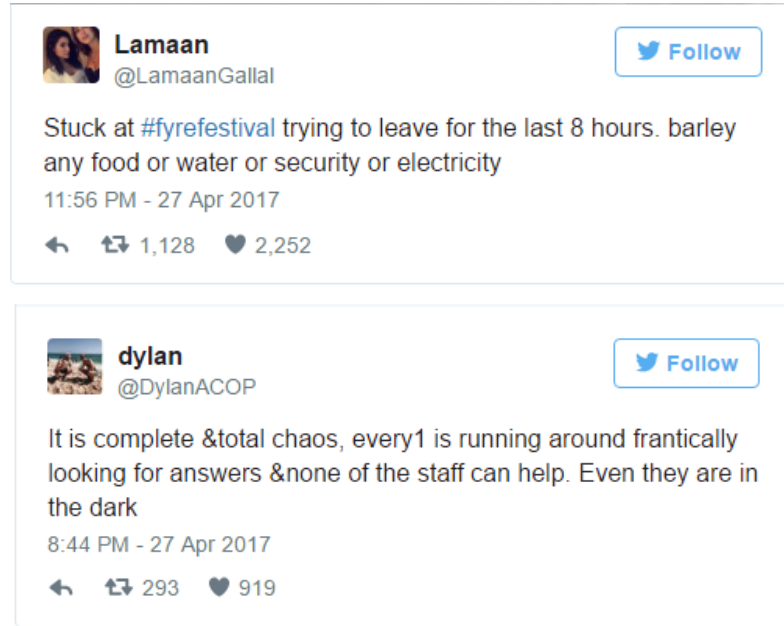 Lamaan
Follow
@LamaanGallal
Stuck at #fyrefestival trying to leave for the last 8 hours. barley
any food or water or security or electricity
11:56 PM - 27 Apr 2017
1,128 2,252
dylan
Follow
@DylanACOP
It is complete &total chaos, every1 is running around frantically
looking for answers &none of the staff can help. Even they are in
the dark
8:44 PM - 27 Apr 2017
293 919